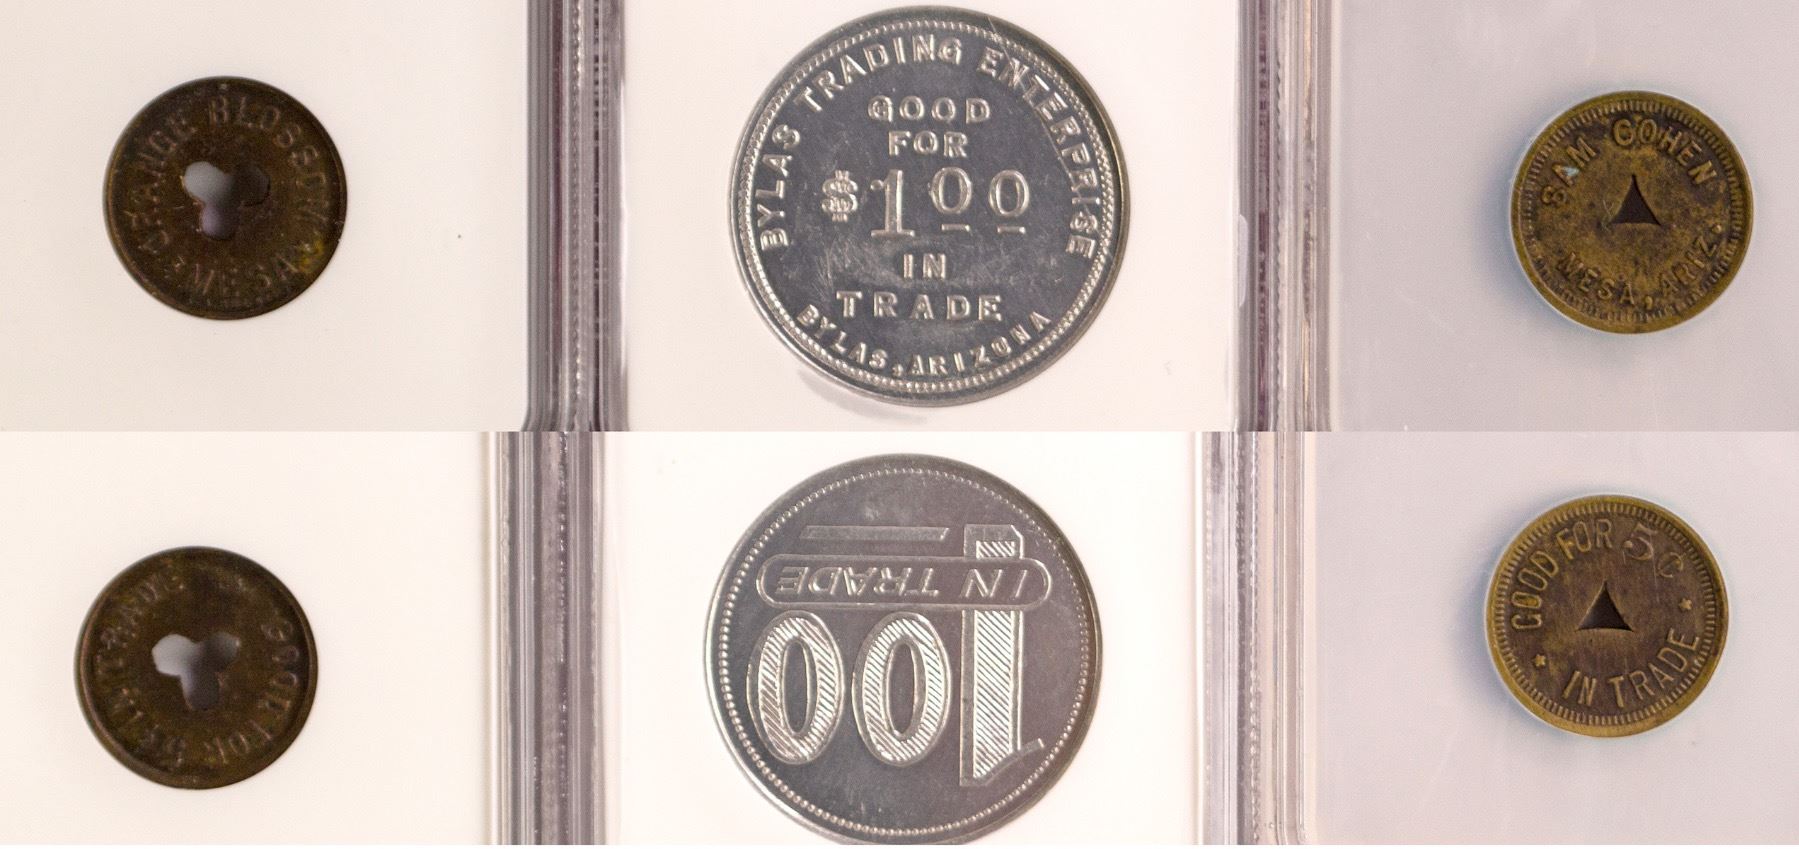 ORANGE BLOSSOM
MESA
BYLAS TRADING ENTERPRISE
GOOD
FOR
$1.00
IN
TRADE
BYLAS, ARIZONA
SAM COHEN
MESA, ARIZ.
GOOD FOR 5¢ IN TRADE
100
IN TRADE
GOOD FOR 5¢
IN TRADE